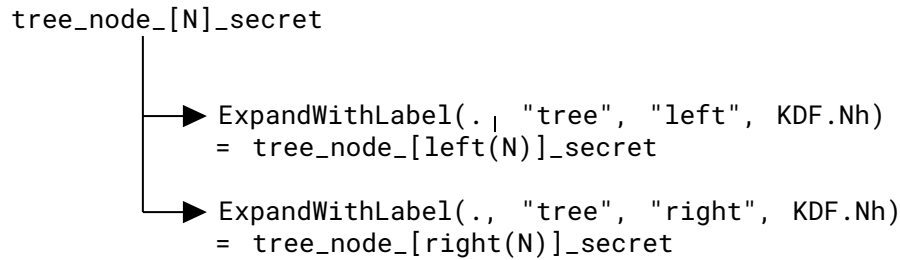 tree_node_[N]_secret
ExpandWithLabel(., "tree", "left", KDF.Nh)
= tree_node_[left(N)]_secret
ExpandWithLabel(., "tree", "right", KDF.Nh)
= tree_node_[right(N)]_secret